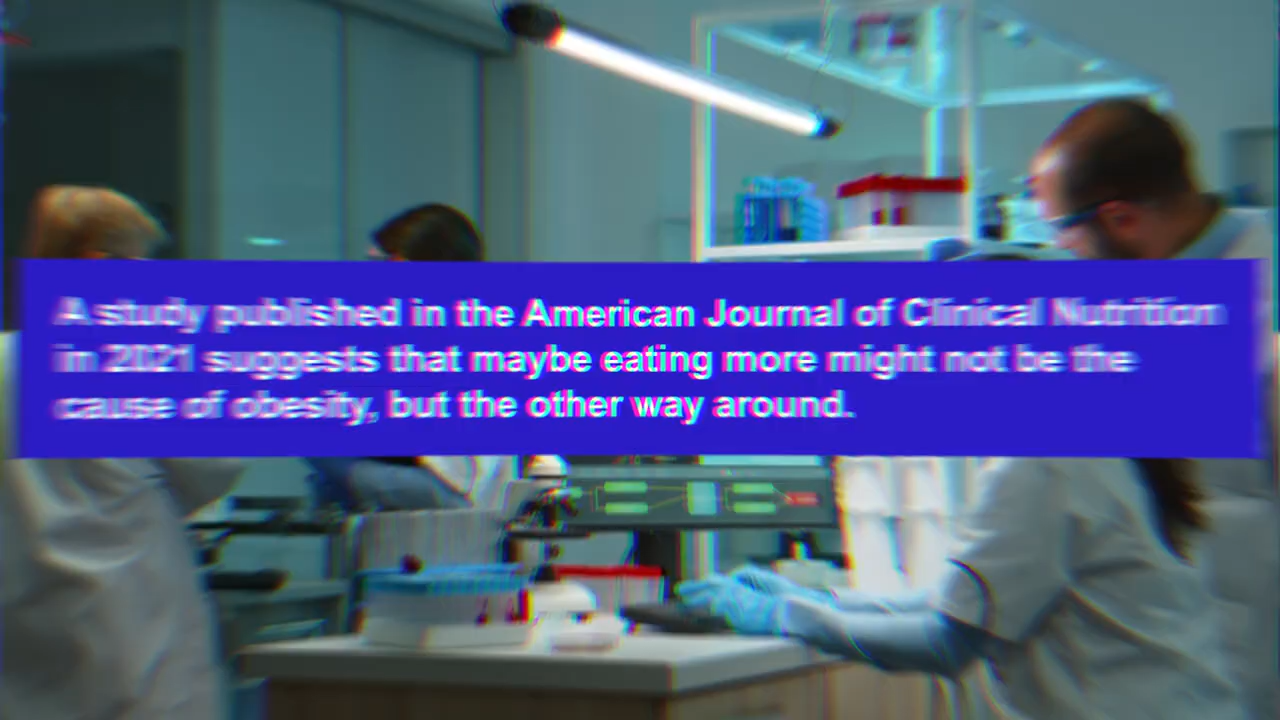 A study published in the American Journal of Clinical Nutrition
in 2021 suggests that maybe eating more might not be the
cause of obesity, but the other way around.